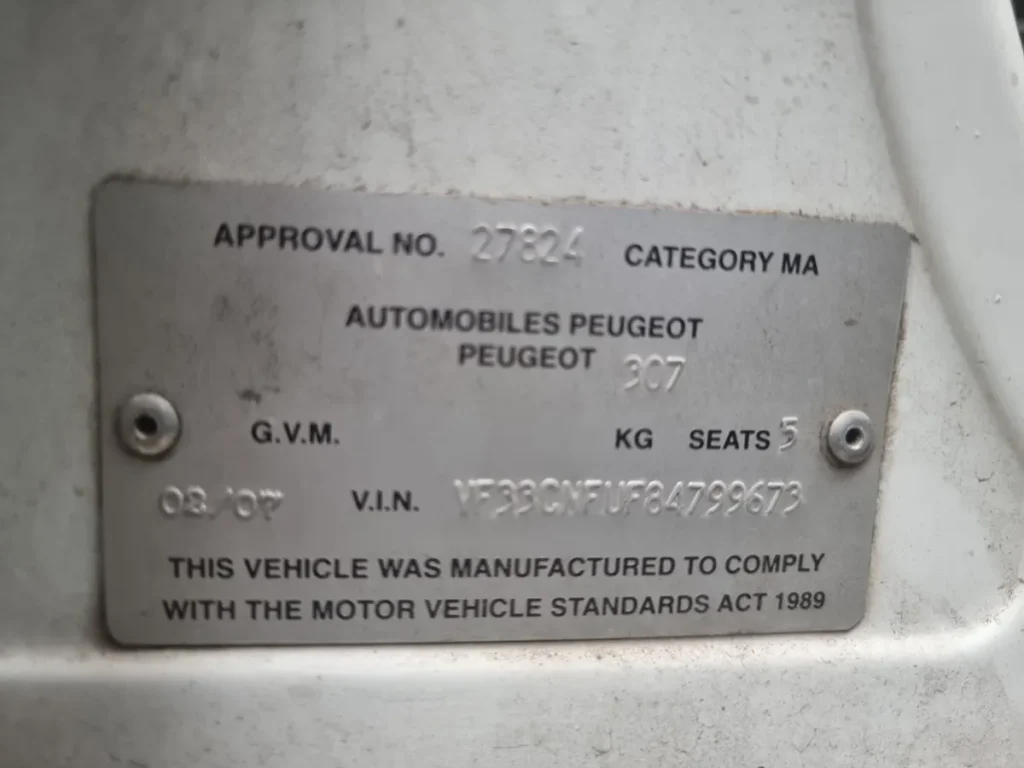 APPROVAL NO. 27824 CATEGORY MA
AUTOMOBILES PEUGEOT
PEUGEOT 307
G.V.M. KG SEATS 5
08/07 V.I.N. VF33CNFUF84799673
THIS VEHICLE WAS MANUFACTURED TO COMPLY
WITH THE MOTOR VEHICLE STANDARDS ACT 1989